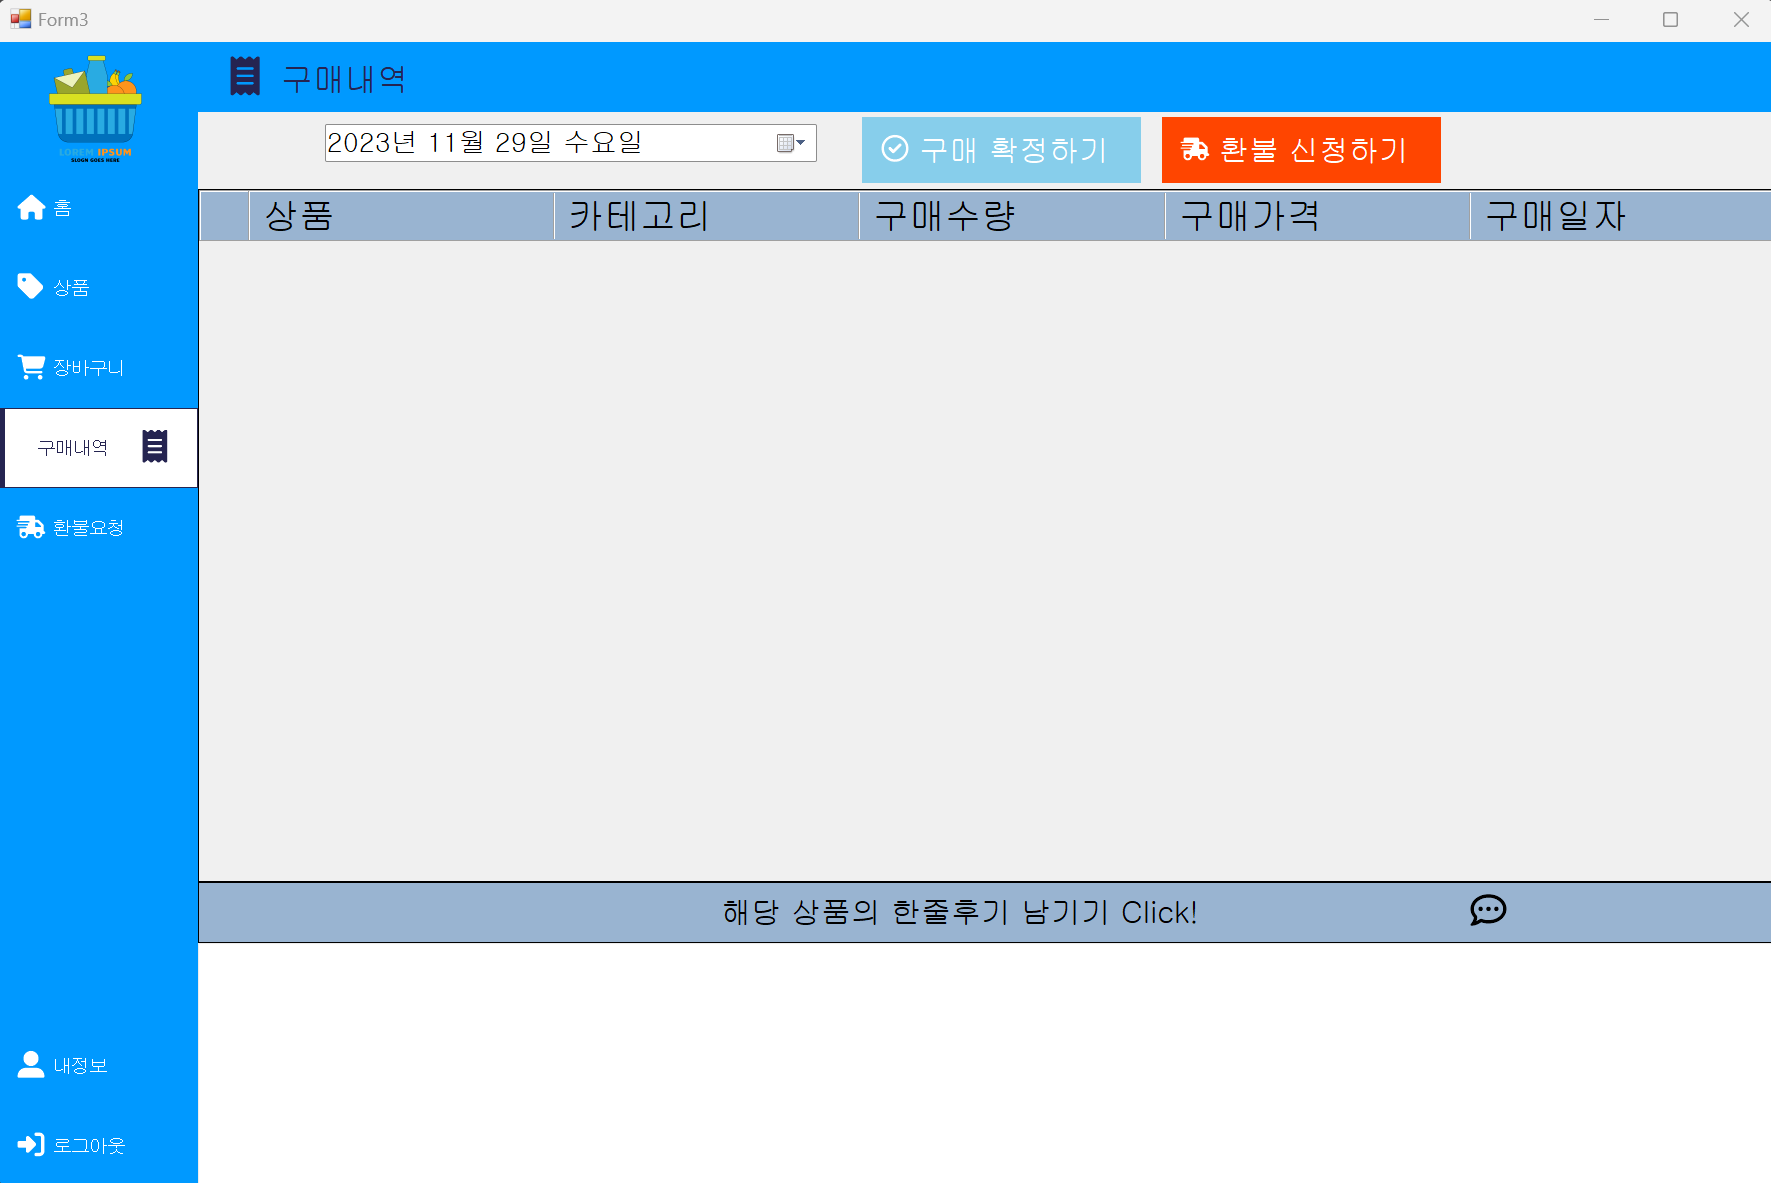 Form3
LOREM IPSUM
SLOGN GOES HERE
구매내역
2023년 11월 29일 수요일
구매 확정하기
환불 신청하기
상품 카테고리 구매수량 구매가격 구매일자
홈
상품
장바구니
구매내역
환불요청
해당 상품의 한줄후기 남기기 Click!
내정보
로그아웃